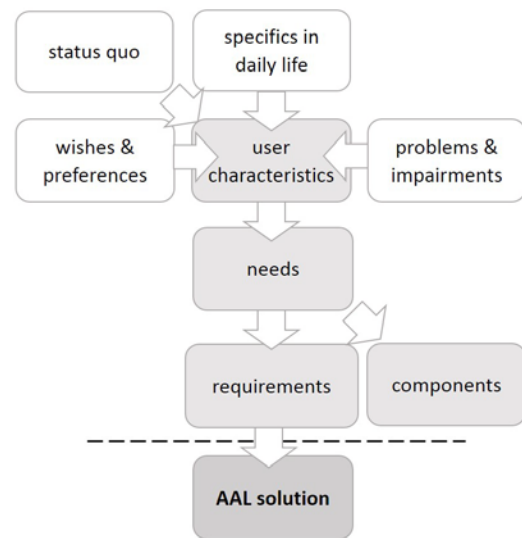 status quo
specifics in
daily life
wishes &
preferences
user
characteristics
problems &
impairments
needs
requirements
components
AAL solution